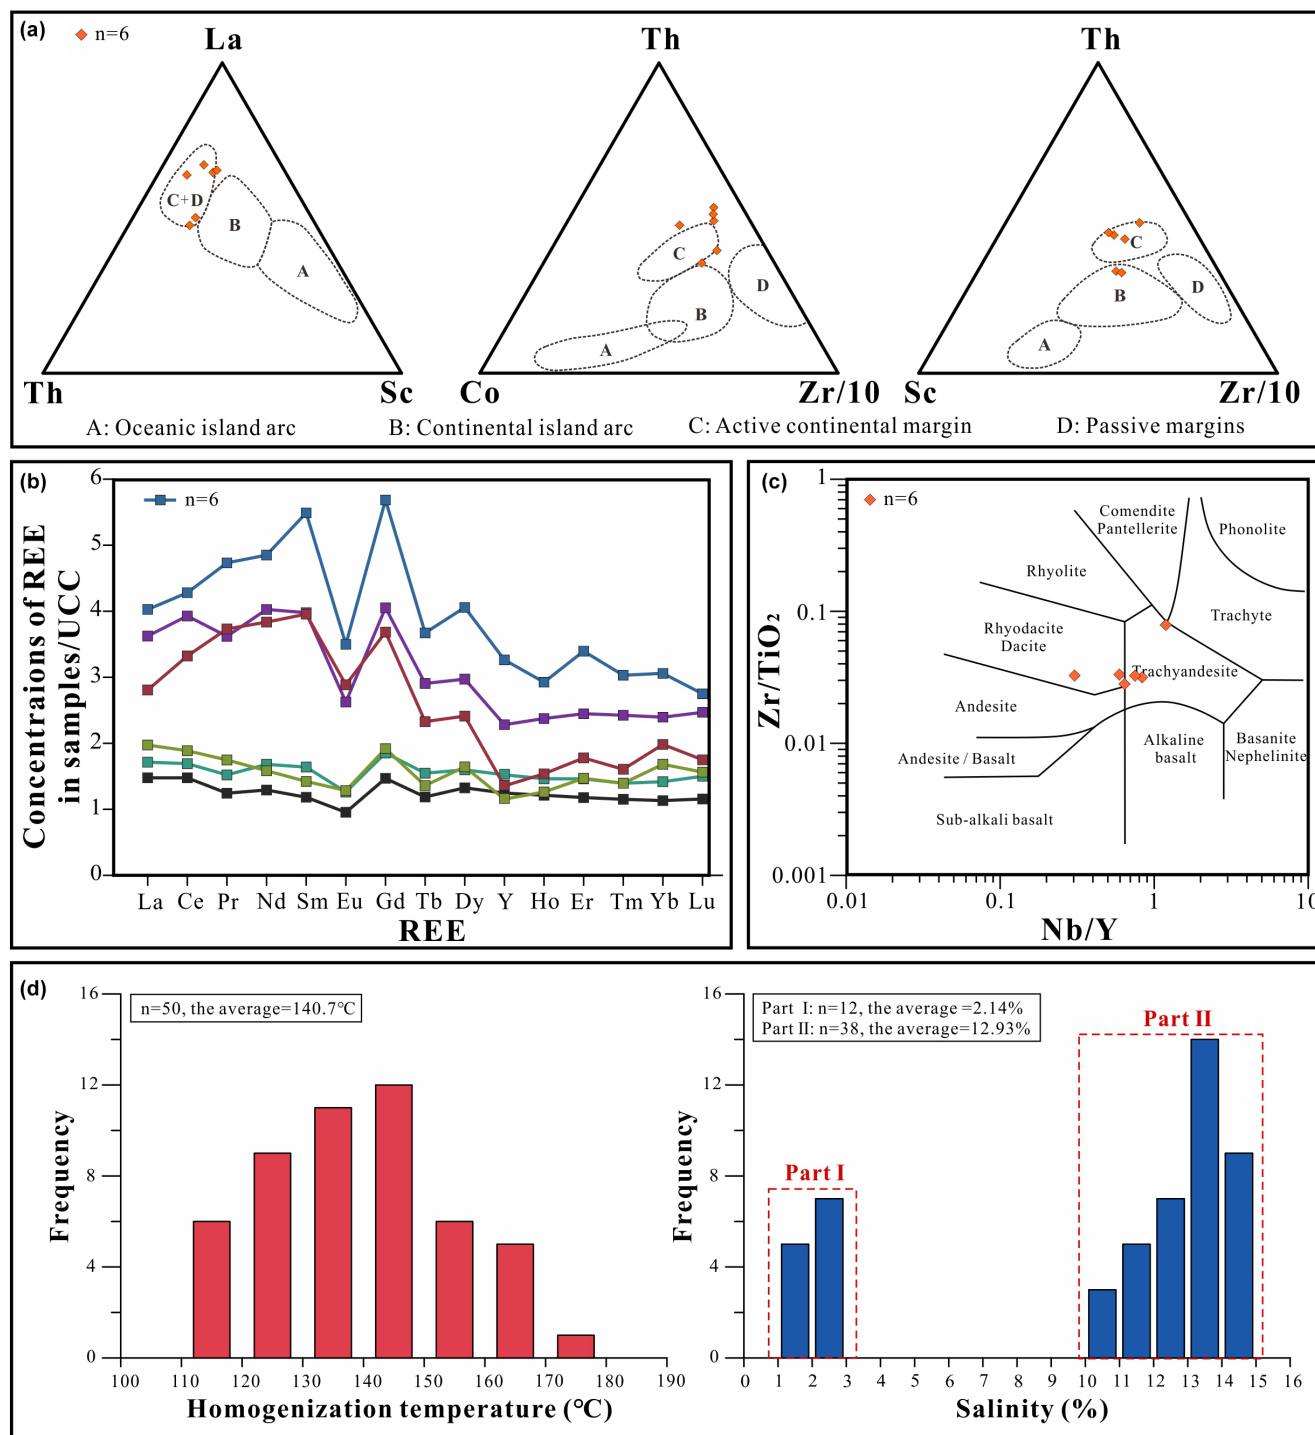 (a)
n=6
La
Th
Sc
C+D
B
A
Th
Co
Zr/10
C
D
B
A
Th
Sc
Zr/10
C
D
B
A
A: Oceanic island arc
B: Continental island arc
C: Active continental margin
D: Passive margins
(b)
n=6
Concentraions of REE
in samples/UCC
6
5
4
3
2
1
0
La Ce Pr Nd Sm Eu Gd Tb Dy Y Ho Er Tm Yb Lu
REE
(c)
n=6
Zr/TiO₂
1
0.1
0.01
0.001
Comendite
Pantellerite
Phonolite
Rhyolite
Trachyte
Rhyodacite
Dacite
Trachyandesite
Andesite
Andesite / Basalt
Alkaline
basalt
Basanite
Nephelinite
Sub-alkali basalt
0.01 0.1 1 10
Nb/Y
(d)
n=50, the average=140.7℃
Frequency
16
12
8
4
0
100 110 120 130 140 150 160 170 180 190
Homogenization temperature (℃)
Part I: n=12, the average =2.14%
Part II: n=38, the average=12.93%
Part I
Part II
Frequency
16
12
8
4
0
0 1 2 3 4 5 6 7 8 9 10 11 12 13 14 15 16
Salinity (%)